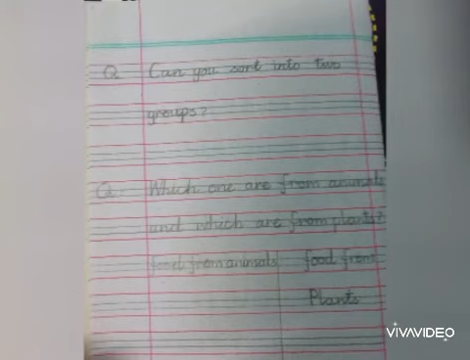 Q Can you sort into two
groups?
Q. Which one are from animals
and which are from plants?
food from animals food from
Plants
VIVAVIDEO